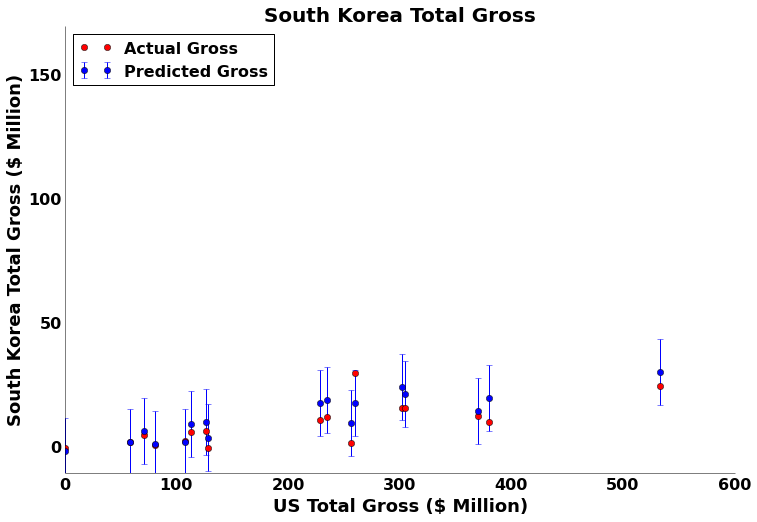 South Korea Total Gross
Actual Gross
Predicted Gross
South Korea Total Gross ($ Million)
150
100
50
0
0 100 200 300 400 500 600
US Total Gross ($ Million)